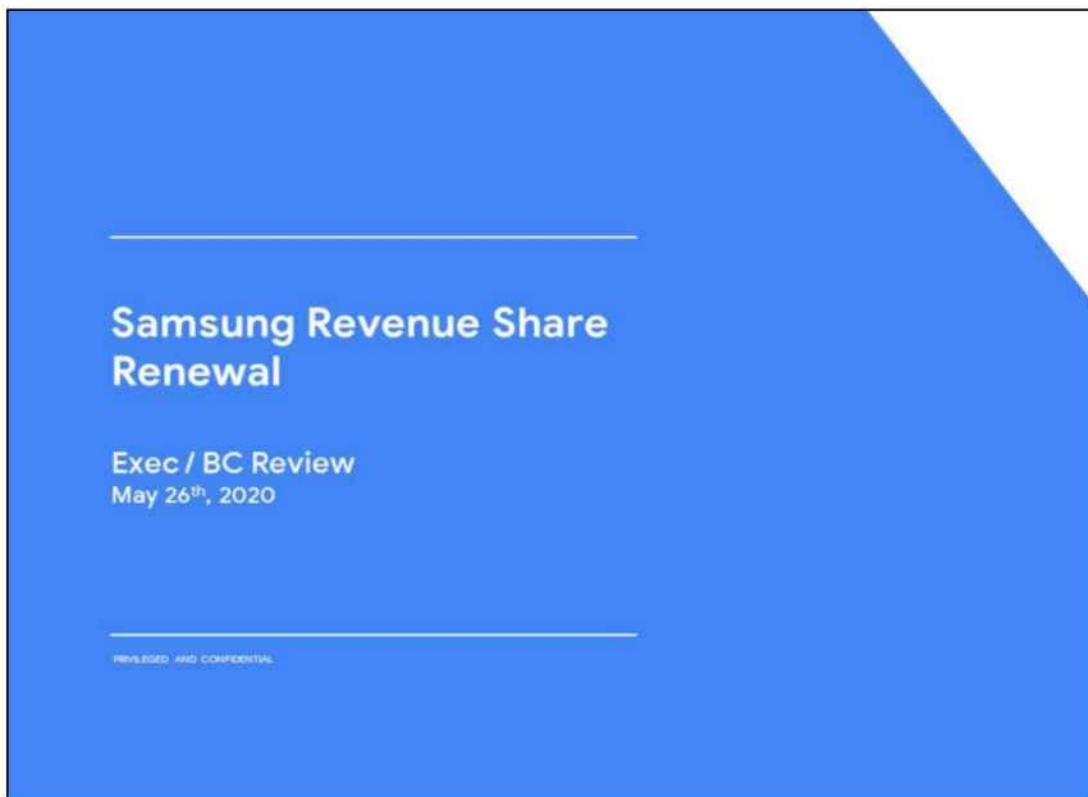 Samsung Revenue Share
Renewal
Exec / BC Review
May 26th, 2020
PRIVILEGED AND CONFIDENTIAL